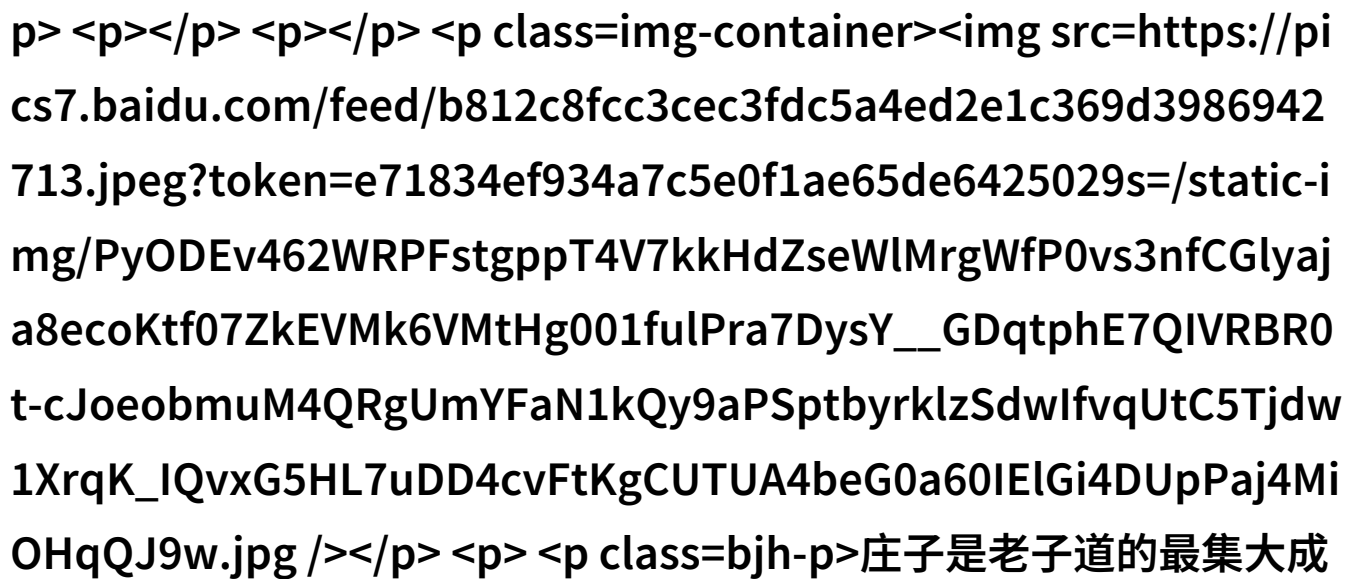 p> <p></p> <p></p> <p class=img-container><img src=https://pi
cs7.baidu.com/feed/b812c8fcc3cec3fdc5a4ed2e1c369d3986942
713.jpeg?token=e71834ef934a7c5e0f1ae65de6425029s=/static-i
mg/PyODEv462WRPFstgppT4V7kkHdZseWlMrgWfP0vs3nfCGlyaj
a8ecoKtf07ZkEVMk6VMtHg001fulPra7DysY__GDqtphE7QIVRBR0
t-cJoeobmuM4QRgUmYFaN1kQy9aPSptbyrklzSdwIfvqUtC5Tjdw
1XrqK_IQvxG5HL7uDD4cvFtKgCUTUA4beG0a60IElGi4DUpPaj4Mi
OHqQJ9w.jpg /></p> <p> <p class=bjh-p>庄子是老子道的最集大成